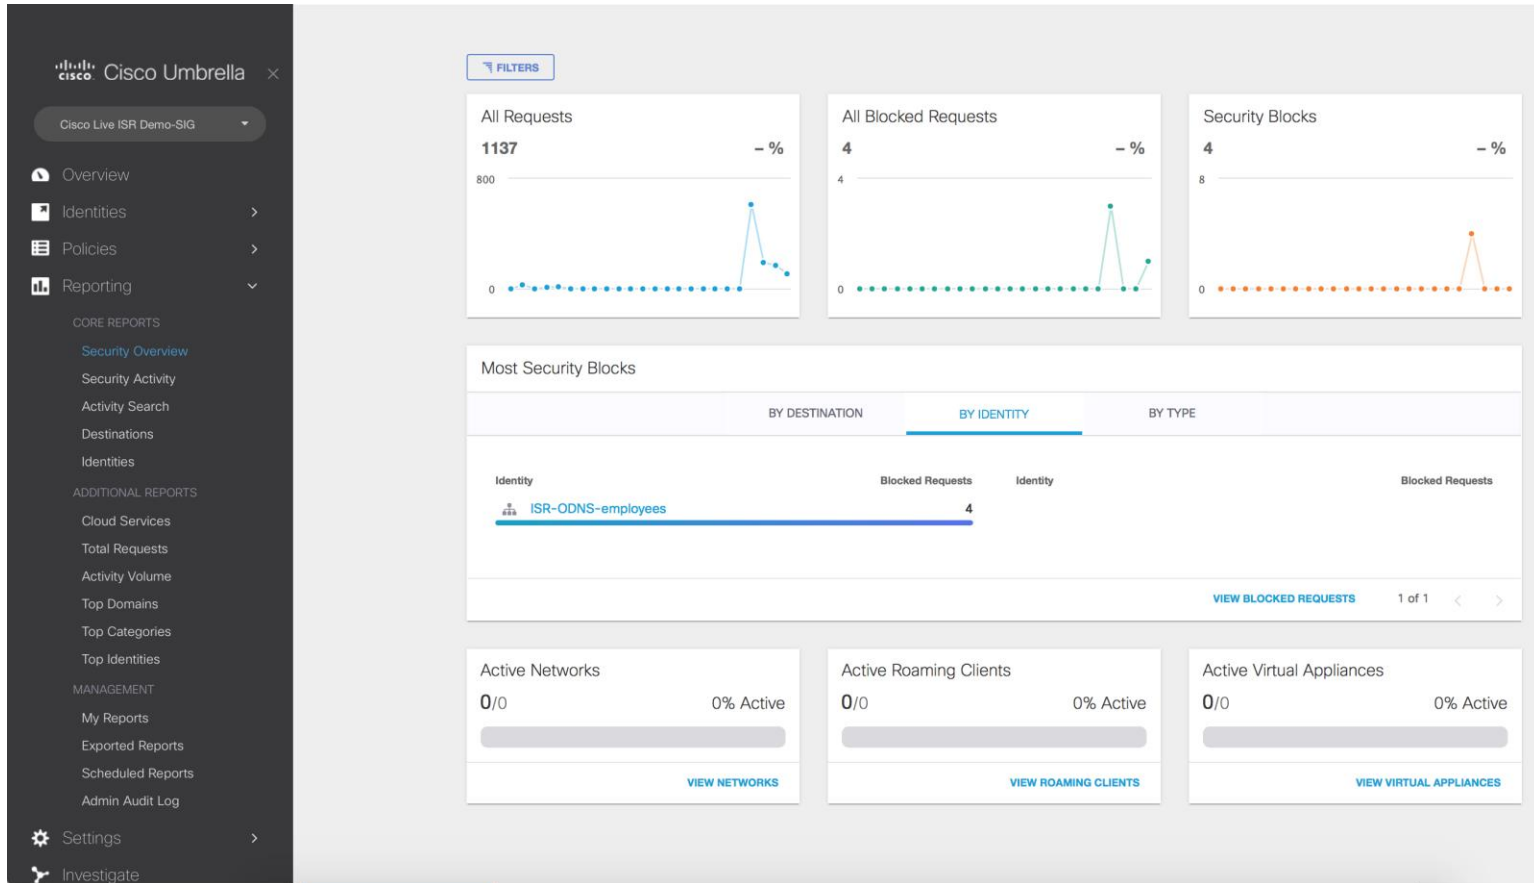 cisco. Cisco Umbrella ×
Cisco Live ISR Demo-SIG
Overview
Identities
Policies
Reporting
CORE REPORTS
Security Overview
Security Activity
Activity Search
Destinations
Identities
ADDITIONAL REPORTS
Cloud Services
Total Requests
Activity Volume
Top Domains
Top Categories
Top Identities
MANAGEMENT
My Reports
Exported Reports
Scheduled Reports
Admin Audit Log
Settings
Investigate
FILTERS
All Requests
1137 – %
800
0
All Blocked Requests
4 – %
4
0
Security Blocks
4 – %
8
0
Most Security Blocks
BY DESTINATION BY IDENTITY BY TYPE
Identity Blocked Requests Identity Blocked Requests
ISR-ODNS-employees 4
VIEW BLOCKED REQUESTS 1 of 1 < >
Active Networks
0/0 0% Active
VIEW NETWORKS
Active Roaming Clients
0/0 0% Active
VIEW ROAMING CLIENTS
Active Virtual Appliances
0/0 0% Active
VIEW VIRTUAL APPLIANCES